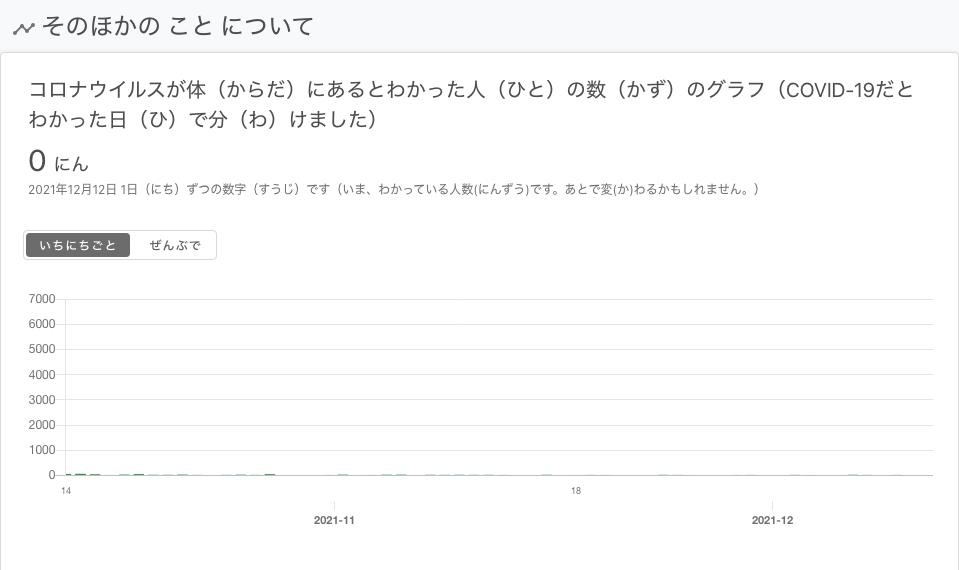 そのほかの こと について
コロナウイルスが体（からだ）にあるとわかった人（ひと）の数（かず）のグラフ（COVID-19だと
わかった日（ひ）で分（わ）けました）
0 にん
2021年12月12日 1日（にち）ずつの数字（すうじ）です（いま、わかっている人数(にんずう)です。あとで変(か)わるかもしれません。）
いちにちごと ぜんぶで
7000
6000
5000
4000
3000
2000
1000
0
14 18
2021-11 2021-12